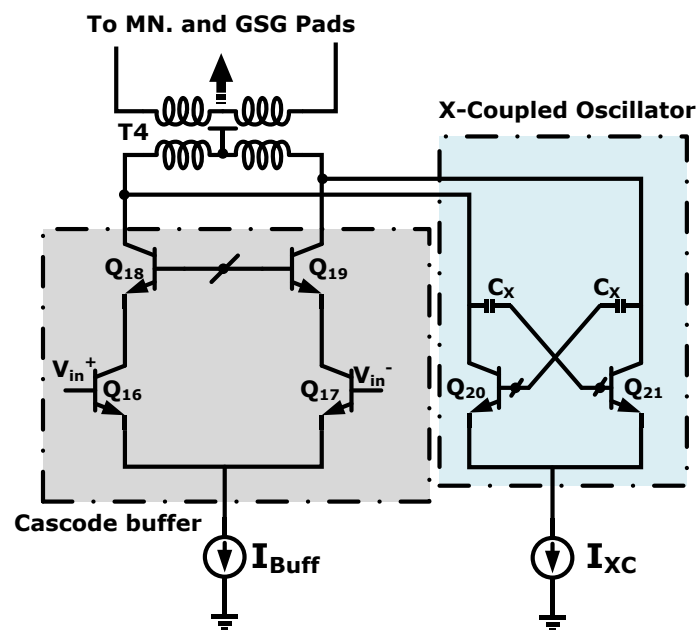 To MN. and GSG Pads
X-Coupled Oscillator
T4
Q18 Q19
CX CX
Vin+ Vin-
Q16 Q17 Q20 Q21
Cascode buffer
IBuff IXC